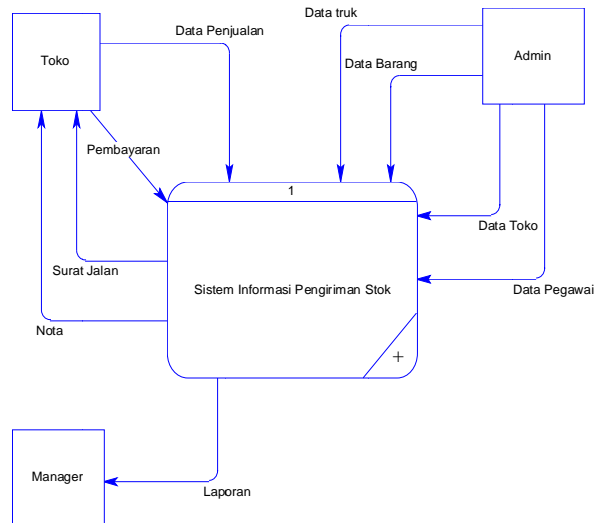 Data truk
Data Penjualan
Toko
Admin
Data Barang
Pembayaran
1
Data Toko
Surat Jalan
Sistem Informasi Pengiriman Stok
Data Pegawai
Nota
+
Manager
Laporan